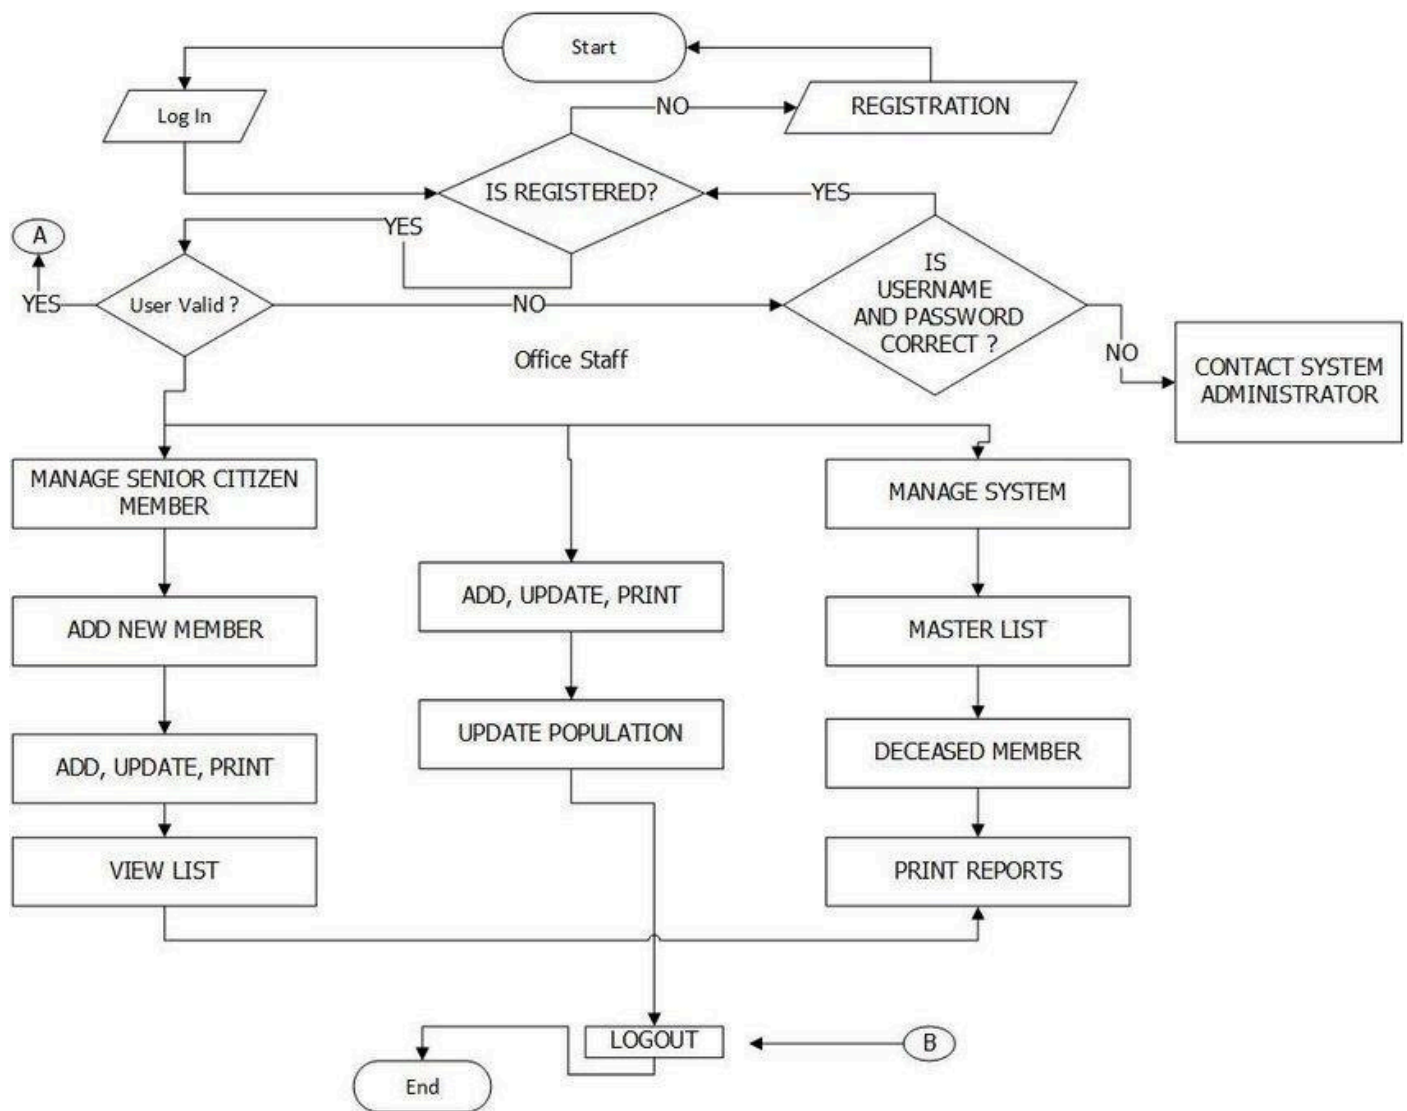 Start
Log In
NO
REGISTRATION
IS REGISTERED?
YES
YES
A
YES
User Valid ?
NO
IS
USERNAME
AND PASSWORD
CORRECT ?
NO
Office Staff
CONTACT SYSTEM
ADMINISTRATOR
MANAGE SENIOR CITIZEN
MEMBER
MANAGE SYSTEM
ADD NEW MEMBER
ADD, UPDATE, PRINT
MASTER LIST
ADD, UPDATE, PRINT
UPDATE POPULATION
DECEASED MEMBER
VIEW LIST
PRINT REPORTS
LOGOUT
B
End